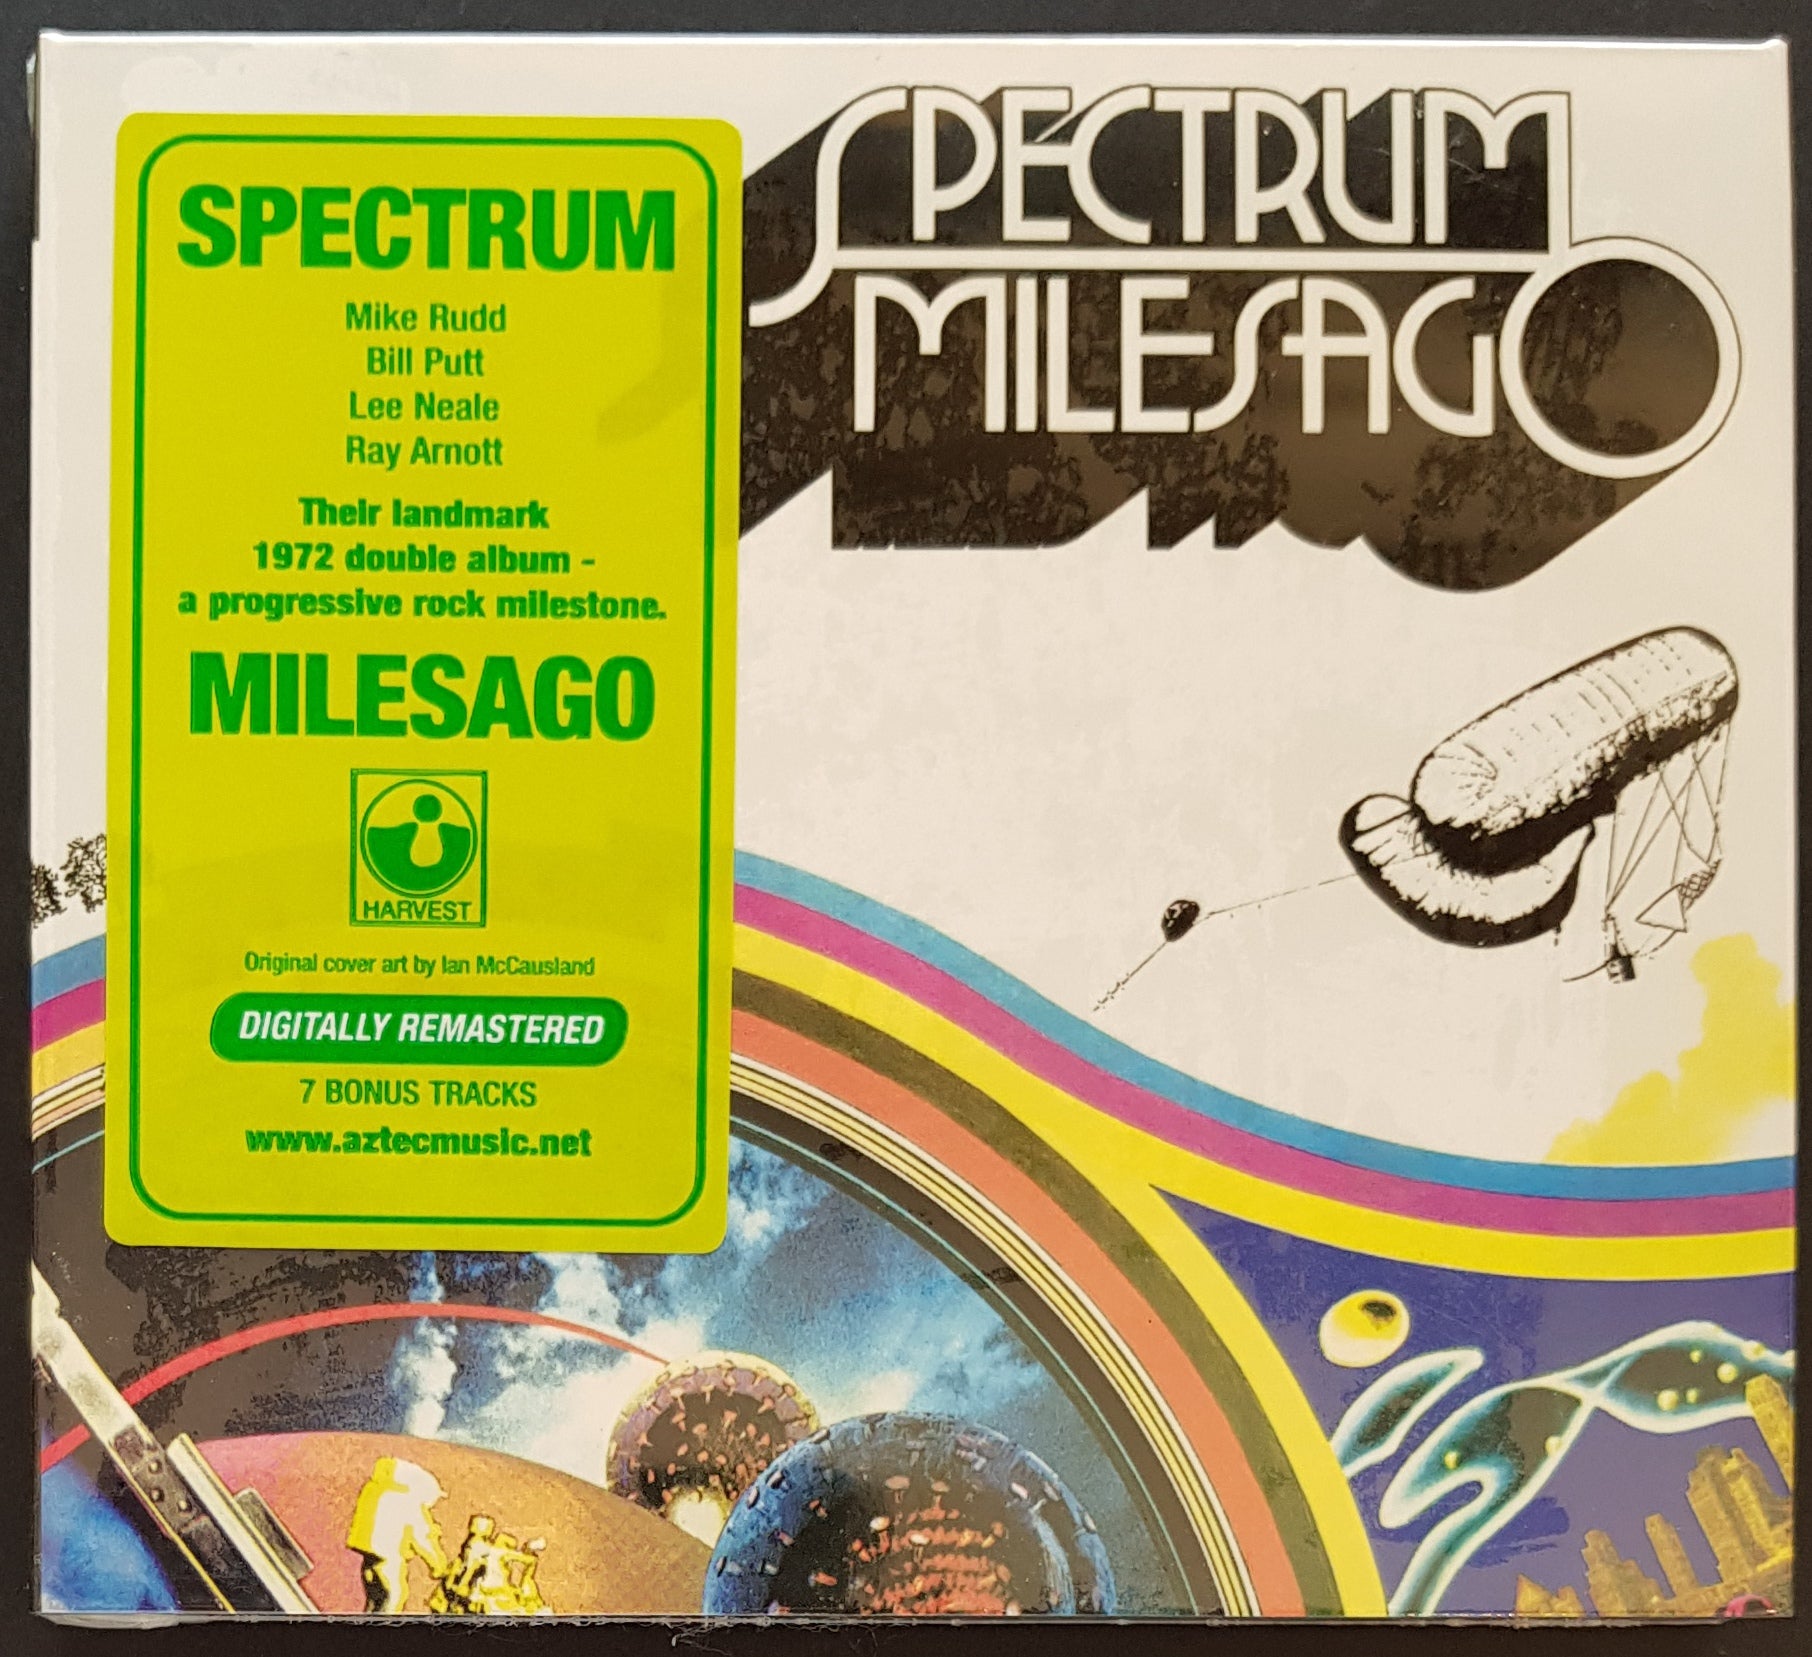 SPECTRUM
Mike Rudd
Bill Putt
Lee Neale
Ray Arnott
Their landmark
1972 double album -
a progressive rock milestone.
MILESAGO
HARVEST
Original cover art by Ian McCausland
DIGITALLY REMASTERED
7 BONUS TRACKS
www.aztecmusic.net
SPECTRUM
MILESAGO